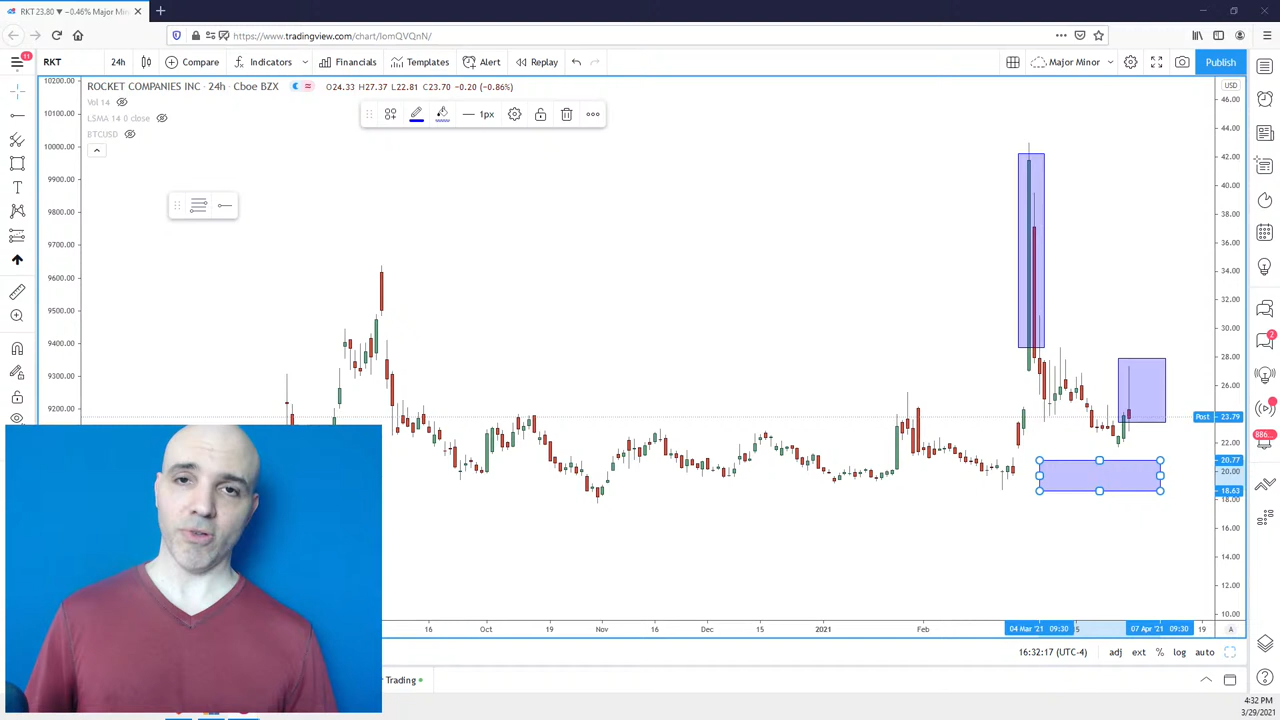 RKT 23.80 ▼ −0.46% Major Mino
https://www.tradingview.com/chart/IomQVQnN/
11
RKT 24h Compare Indicators Financials Templates Alert Replay Major Minor Publish
10200.00 ROCKET COMPANIES INC · 24h · Cboe BZX O24.33 H27.37 L22.81 C23.70 −0.20 (−0.86%) USD
Vol 14
46.00
10100.00 LSMA 14 0 close 1px
44.00
BTCUSD
10000.00
42.00
9900.00
40.00
9800.00
38.00
9700.00
36.00
9600.00
34.00
9500.00
32.00
9400.00
30.00
2
28.00
9300.00
26.00
9200.00
Post 23.79
886...
22.00
20.77
20.00
18.63
18.00
16.00
14.00
12.00
10.00
16 Oct 19 Nov 16 Dec 15 2021 Feb 04 Mar '21 09:30 5 07 Apr '21 09:30 19 A
16:32:17 (UTC-4) adj ext % log auto
Trading
4:32 PM
3/29/2021